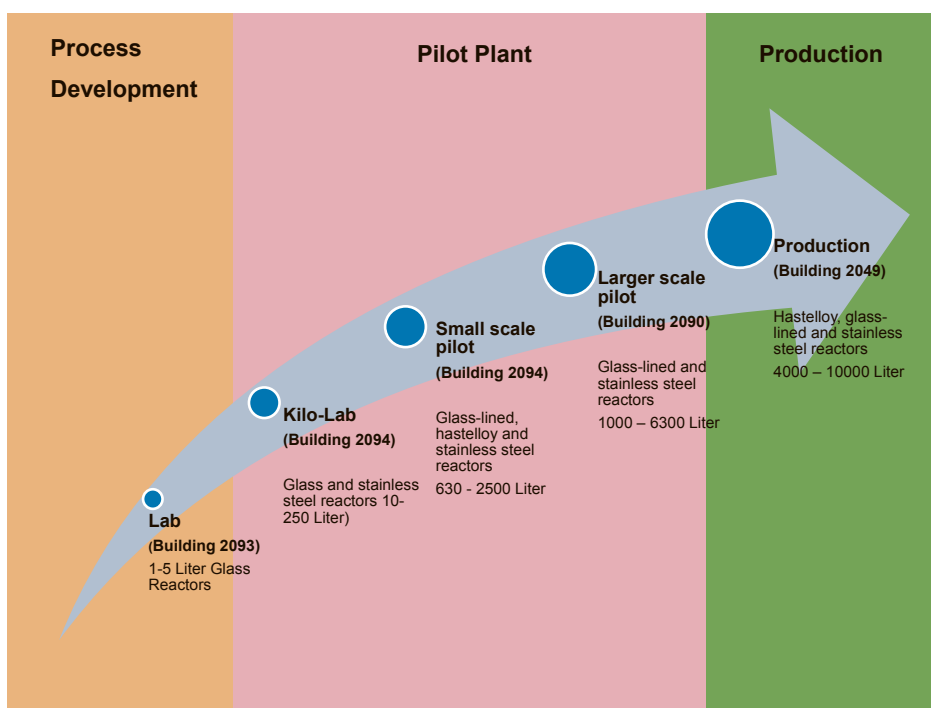 Process
Development
Pilot Plant
Production
Lab
(Building 2093)
1-5 Liter Glass
Reactors
Kilo-Lab
(Building 2094)
Glass and stainless
steel reactors 10-
250 Liter)
Small scale
pilot
(Building 2094)
Glass-lined,
hastelloy and
stainless steel
reactors
630 - 2500 Liter
Larger scale
pilot
(Building 2090)
Glass-lined and
stainless steel
reactors
1000 – 6300 Liter
Production
(Building 2049)
Hastelloy, glass-
lined and stainless
steel reactors
4000 – 10000 Liter